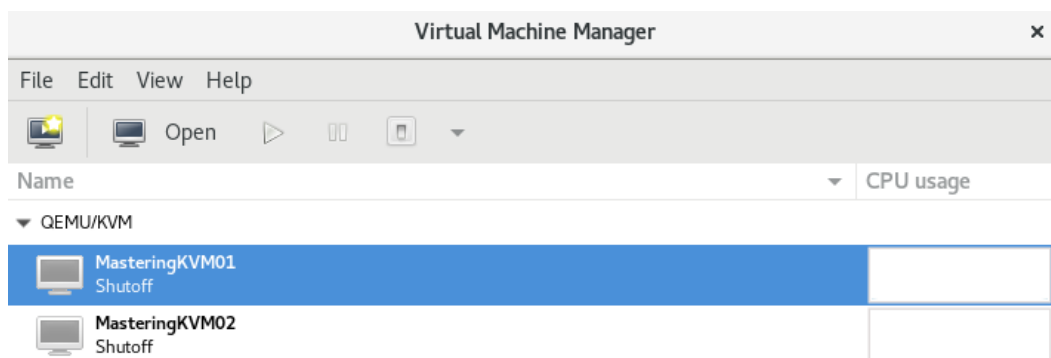 Virtual Machine Manager ×
File Edit View Help
Open
Name CPU usage
QEMU/KVM
MasteringKVM01
Shutoff
MasteringKVM02
Shutoff